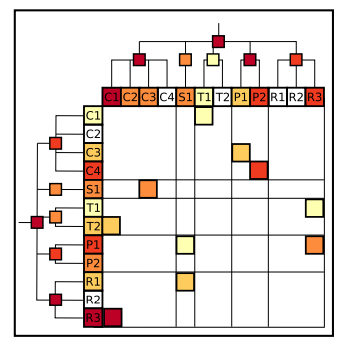 C1 C2 C3 C4 S1 T1 T2 P1 P2 R1 R2 R3
C1
C2
C3
C4
S1
T1
T2
P1
P2
R1
R2
R3